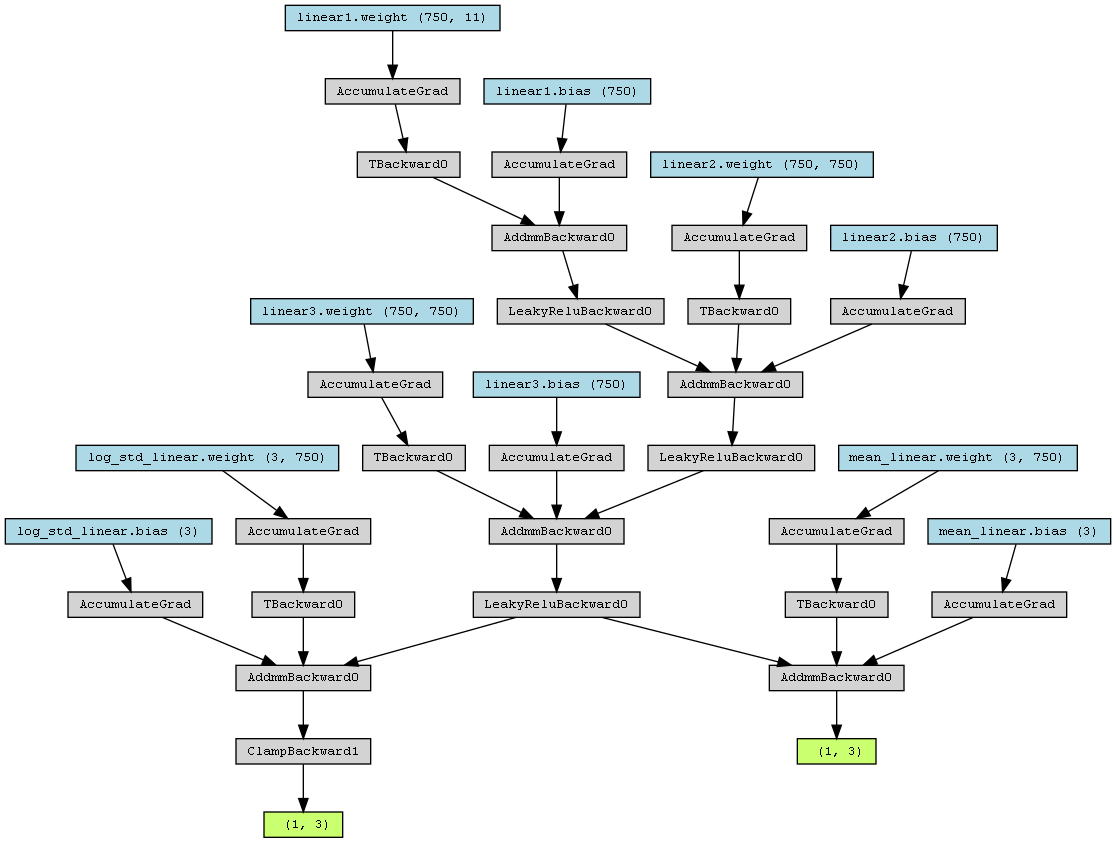 linear1.weight (750, 11)
AccumulateGrad
linear1.bias (750)
TBackward0
AccumulateGrad
linear2.weight (750, 750)
AddmmBackward0
AccumulateGrad
linear2.bias (750)
linear3.weight (750, 750)
LeakyReluBackward0
TBackward0
AccumulateGrad
AccumulateGrad
linear3.bias (750)
AddmmBackward0
log_std_linear.weight (3, 750)
TBackward0
AccumulateGrad
LeakyReluBackward0
mean_linear.weight (3, 750)
log_std_linear.bias (3)
AccumulateGrad
AddmmBackward0
AccumulateGrad
mean_linear.bias (3)
AccumulateGrad
TBackward0
LeakyReluBackward0
TBackward0
AccumulateGrad
AddmmBackward0
AddmmBackward0
ClampBackward1
(1, 3)
(1, 3)